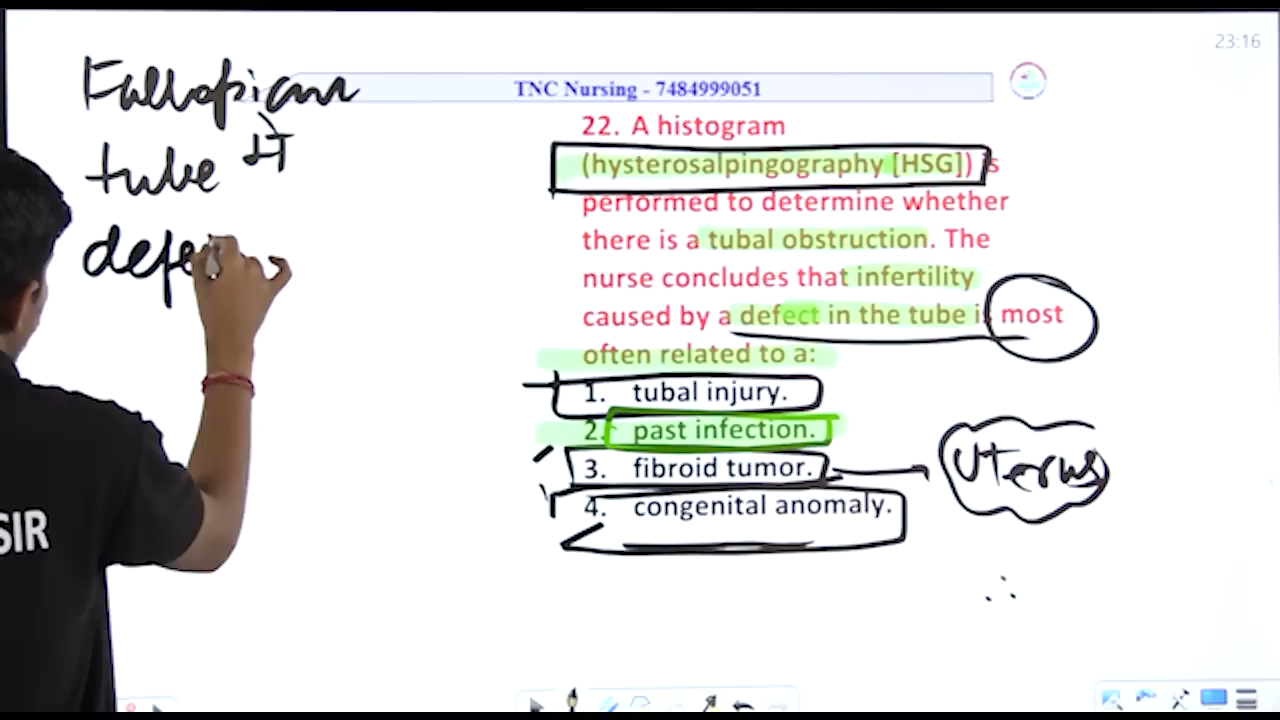 23:16
TNC Nursing - 7484999051
Fallopian
tube
22. A histogram
(hysterosalpingography [HSG]) is
performed to determine whether
there is a tubal obstruction. The
nurse concludes that infertility
caused by a defect in the tube is most
often related to a:
1. tubal injury.
2. past infection.
3. fibroid tumor.
4. congenital anomaly.
Uterus
SIR